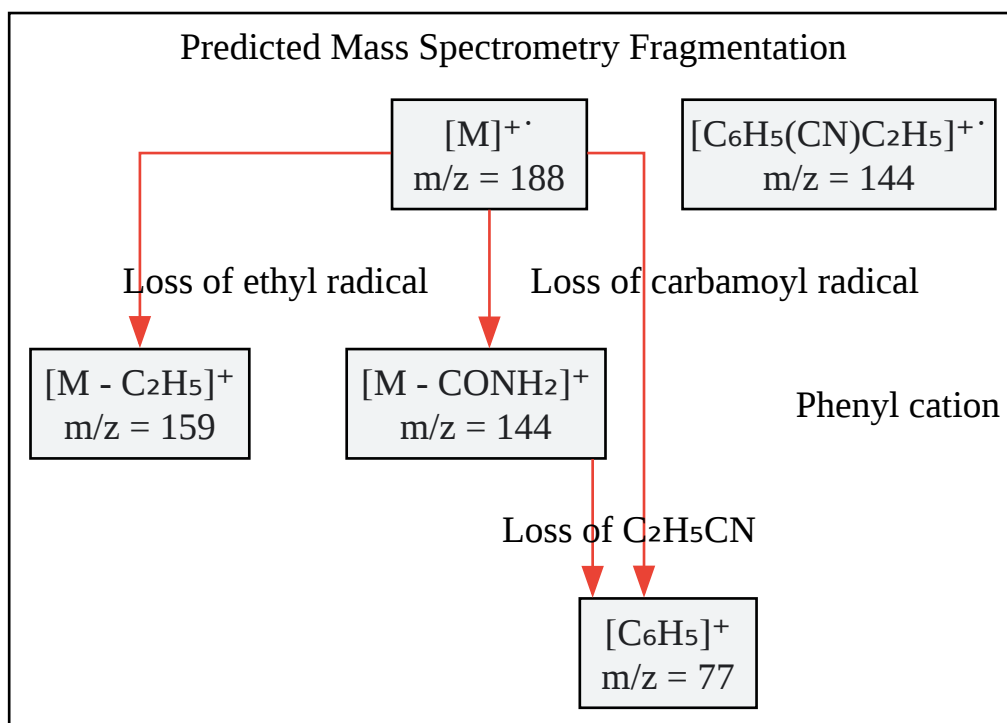 Predicted Mass Spectrometry Fragmentation
[M]⁺˙
m/z = 188
[C₆H₅(CN)C₂H₅]⁺˙
m/z = 144
Loss of ethyl radical
Loss of carbamoyl radical
[M - C₂H₅]⁺
m/z = 159
[M - CONH₂]⁺
m/z = 144
Phenyl cation
Loss of C₂H₅CN
[C₆H₅]⁺
m/z = 77